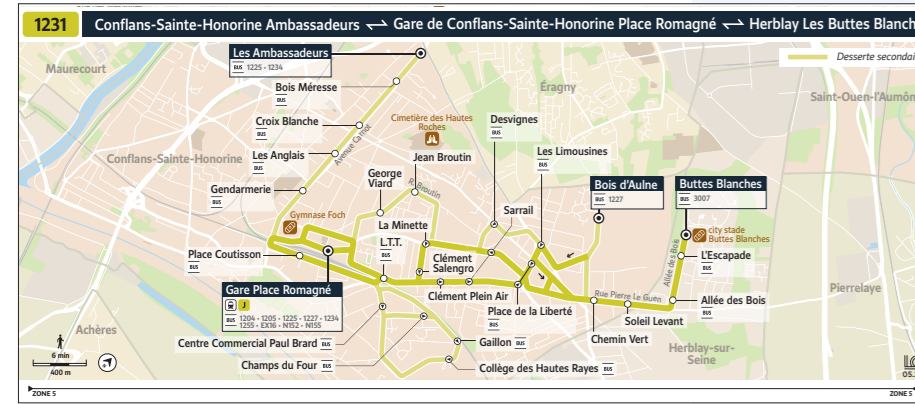 1231 Conflans-Sainte-Honorine Ambassadeurs ⇌ Gare de Conflans-Sainte-Honorine Place Romagné ⇌ Herblay Les Buttes Blanch
Desserte secondai
Les Ambassadeurs
BUS 1225 • 1234
Maurecourt
Bois Méresse
BUS
Éragny
Saint-Ouen-l'Aumôn
Croix Blanche
BUS
Cimetière des Hautes
Roches
Desvignes
BUS
Avenue Carnot
Conflans-Sainte-Honorine
Les Anglais
BUS
Jean Broutin
Les Limousines
BUS
George
Viard
R. Broutin
Gendarmerie
BUS
Bois d'Aulne
BUS 1227
Buttes Blanches
BUS 3007
Gymnase Foch
Sarrail
La Minette
city stade
Buttes Blanches
Place Coutisson
BUS
L.T.T.
BUS
Clément
Salengro
Allée des Bois
L'Escapade
BUS
Gare Place Romagné
J
BUS 1204 • 1205 • 1225 • 1227 • 1234
1255 • EX16 • N152 • N155
Clément Plein Air
Rue Pierre Le Guen
Allée des Bois
BUS
Pierrelaye
Place de la Liberté
BUS
Soleil Levant
Achères
Chemin Vert
Centre Commercial Paul Brard BUS
Gaillon BUS
Herblay-sur-
Seine
6 min
400 m
Champs du Four BUS
Collège des Hautes Rayes BUS
05.
ZONE 5
ZONE 5